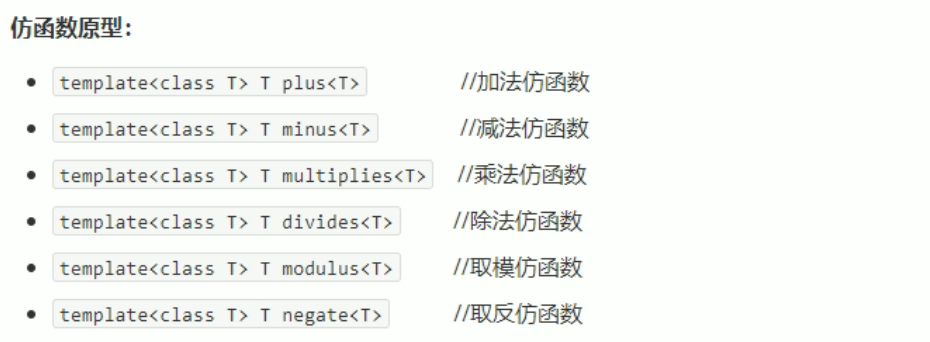 仿函数原型：
• template<class T> T plus<T> //加法仿函数
• template<class T> T minus<T> //减法仿函数
• template<class T> T multiplies<T> //乘法仿函数
• template<class T> T divides<T> //除法仿函数
• template<class T> T modulus<T> //取模仿函数
• template<class T> T negate<T> //取反仿函数